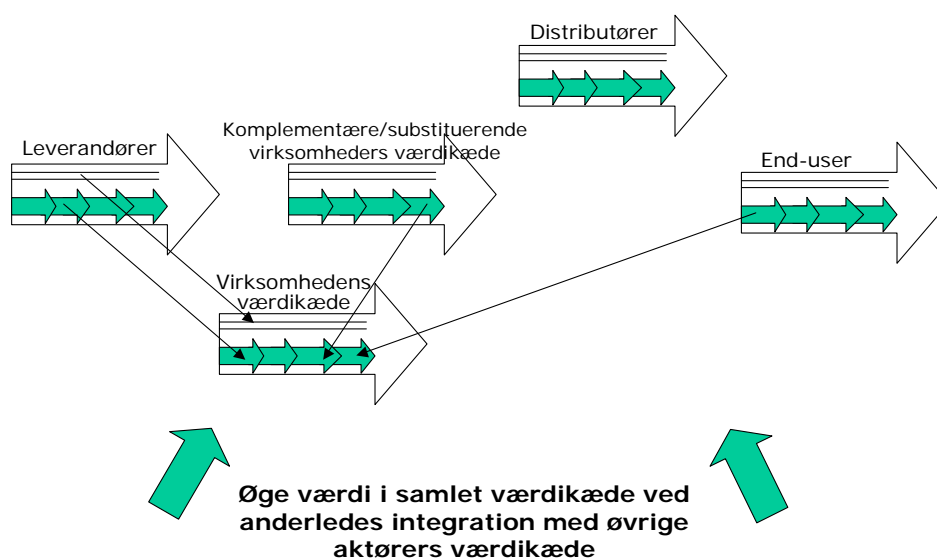 Distributører
Komplementære/substituerende
virksomheders værdikæde
Leverandører
End-user
Virksomhedens
værdikæde
Øge værdi i samlet værdikæde ved
anderledes integration med øvrige
aktørers værdikæde